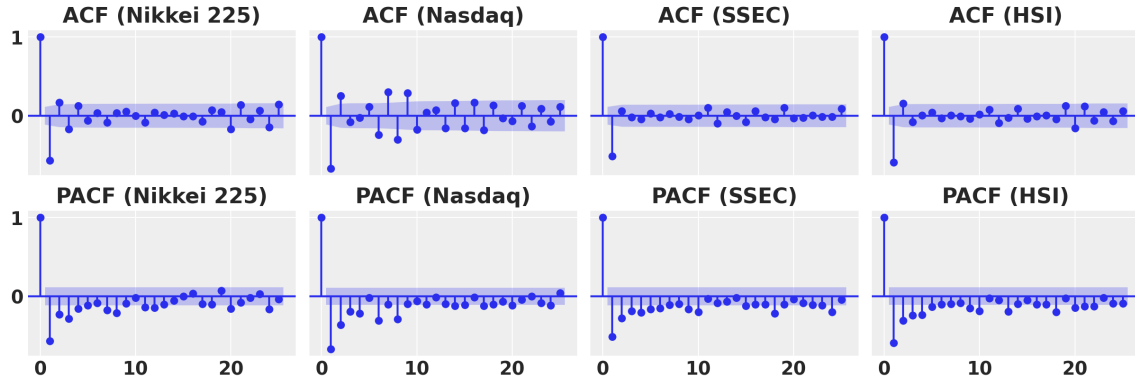 ACF (Nikkei 225) ACF (Nasdaq) ACF (SSEC) ACF (HSI)
1
0
PACF (Nikkei 225) PACF (Nasdaq) PACF (SSEC) PACF (HSI)
1
0
0 10 20 0 10 20 0 10 20 0 10 20